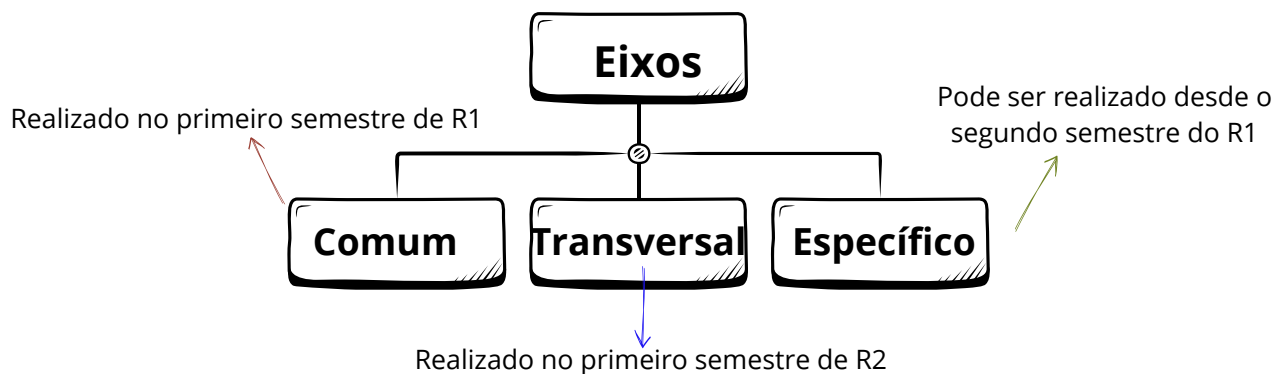 Eixos
Realizado no primeiro semestre de R1
Pode ser realizado desde o
segundo semestre do R1
Comum
Transversal
Específico
Realizado no primeiro semestre de R2